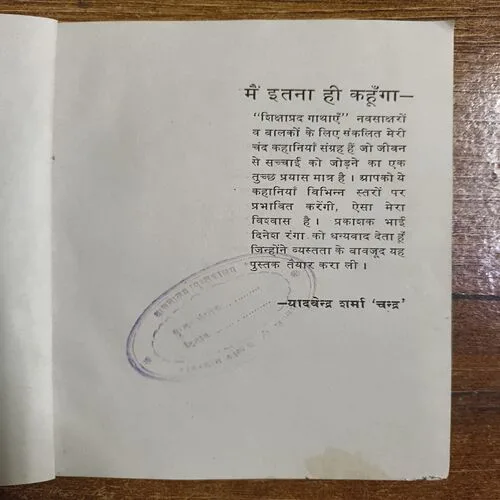 मैं इतना ही कहूँगा—
“शिक्षाप्रद गाथाएँ” नवसाक्षरों
व बालकों के लिए संकलित मेरी
चंद कहानियाँ संग्रह हैं जो जीवन
से सच्चाई को जोड़ने का एक
तुच्छ प्रयास मात्र है । आपको ये
कहानियाँ विभिन्न स्तरों पर
प्रभावित करेंगी, ऐसा मेरा
विश्वास है । प्रकाशक भाई
दिनेश रंगा को धन्यवाद देता हूँ
जिन्होंने व्यस्तता के बावजूद यह
पुस्तक तैयार करा ली ।
—यादवेन्द्र शर्मा ‘चन्द्र’